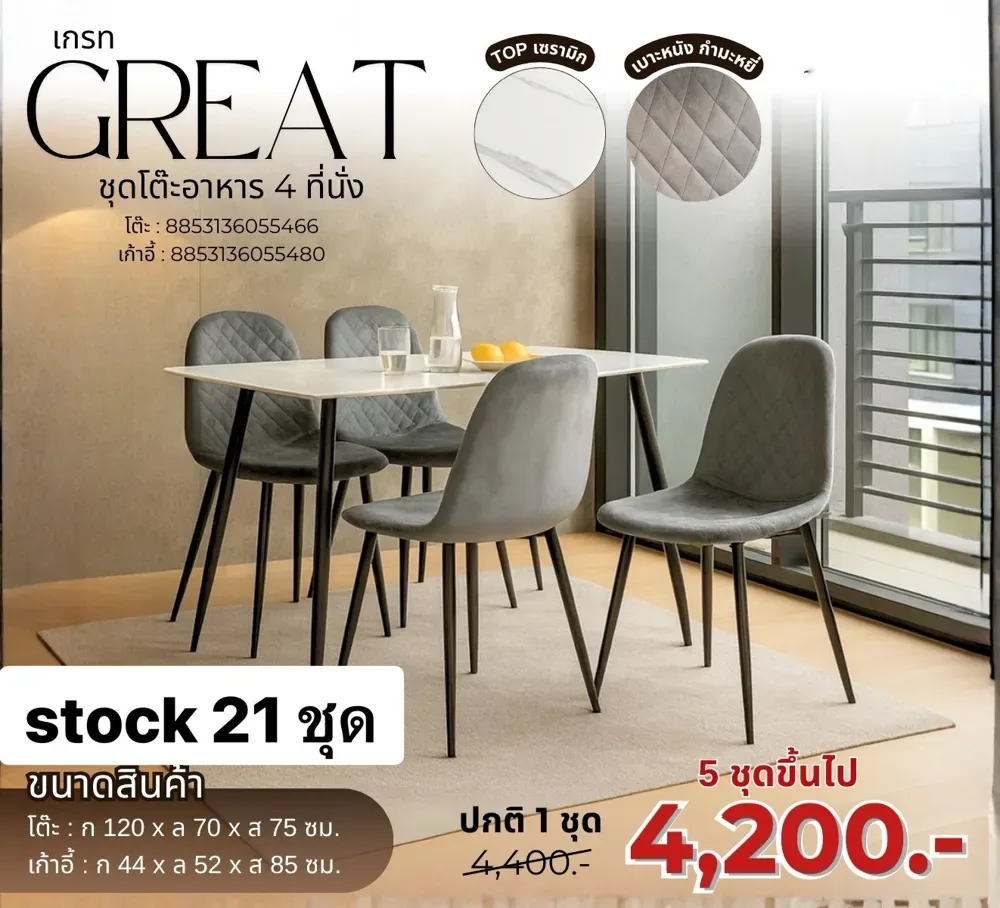 เกรท
GREAT
ชุดโต๊ะอาหาร 4 ที่นั่ง
โต๊ะ : 8853136055466
เก้าอี้ : 8853136055480
TOP เซรามิก
เบาะหนัง กำมะหยี่
stock 21 ชุด
ขนาดสินค้า
โต๊ะ : ก 120 x ล 70 x ส 75 ซม.
เก้าอี้ : ก 44 x ล 52 x ส 85 ซม.
ปกติ 1 ชุด
4,400.-
5 ชุดขึ้นไป
4,200.-